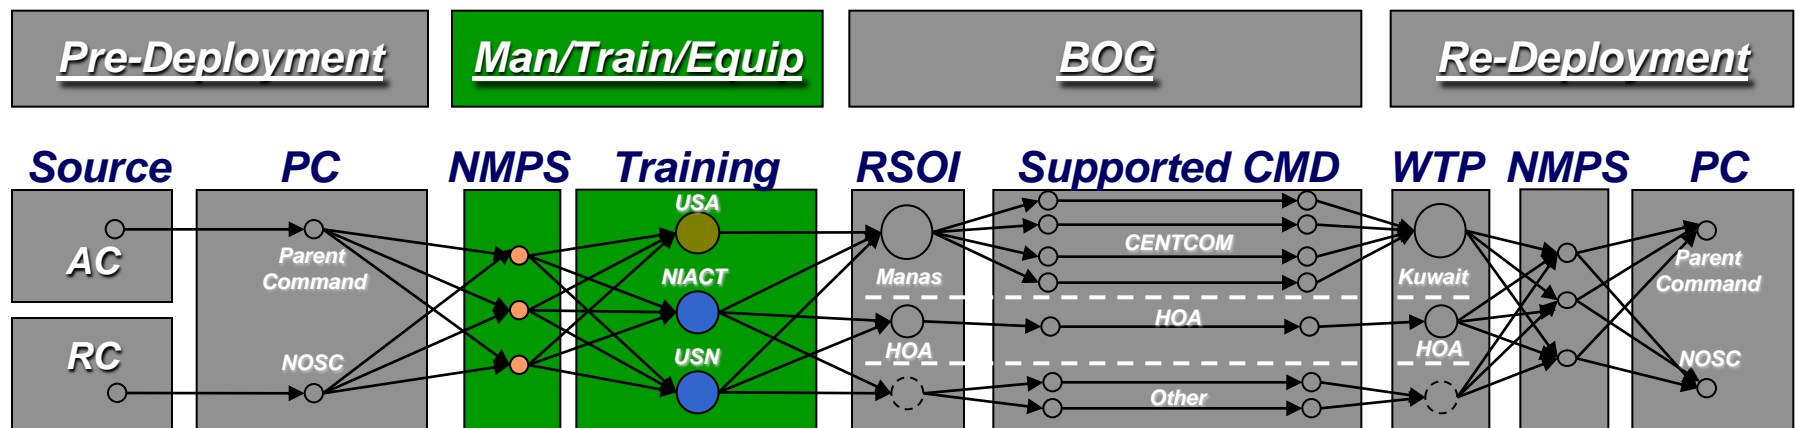 Pre-Deployment
Man/Train/Equip
BOG
Re-Deployment
Source
PC
NMPS
Training
RSOI
Supported CMD
WTP
NMPS
PC
AC
RC
Parent
Command
NOSC
USA
NIACT
USN
Manas
HOA
CENTCOM
HOA
Other
Kuwait
HOA
Parent
Command
NOSC